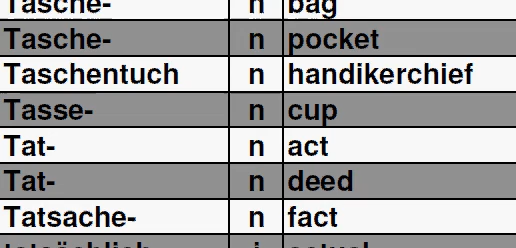 Tasche- n bag
Tasche- n pocket
Taschentuch n handikerchief
Tasse- n cup
Tat- n act
Tat- n deed
Tatsache- n fact